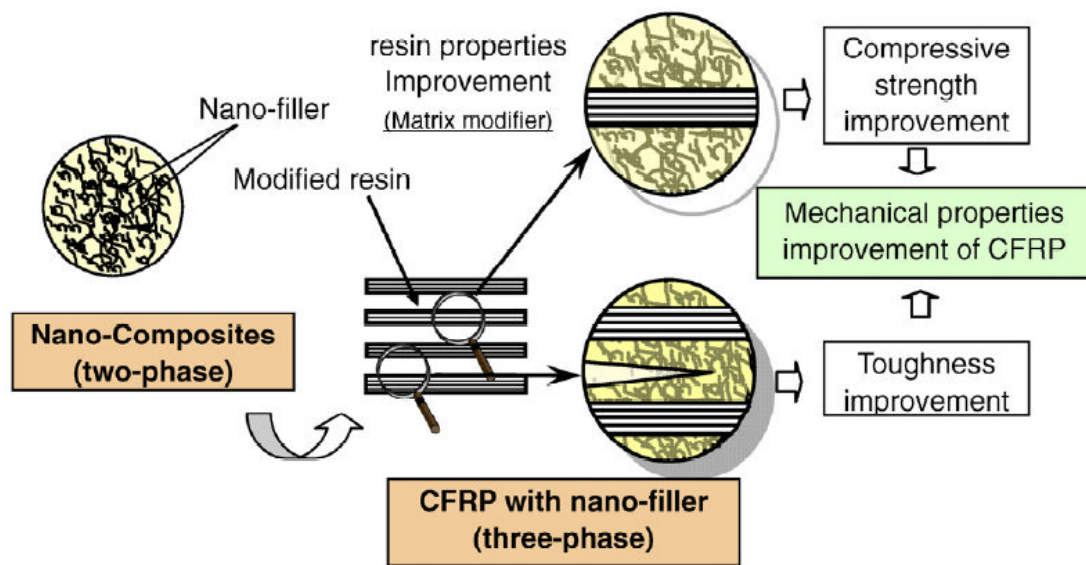 Nano-filler
Modified resin
Nano-Composites
(two-phase)
resin properties
Improvement
(Matrix modifier)
CFRP with nano-filler
(three-phase)
Compressive
strength
improvement
Mechanical properties
improvement of CFRP
Toughness
improvement